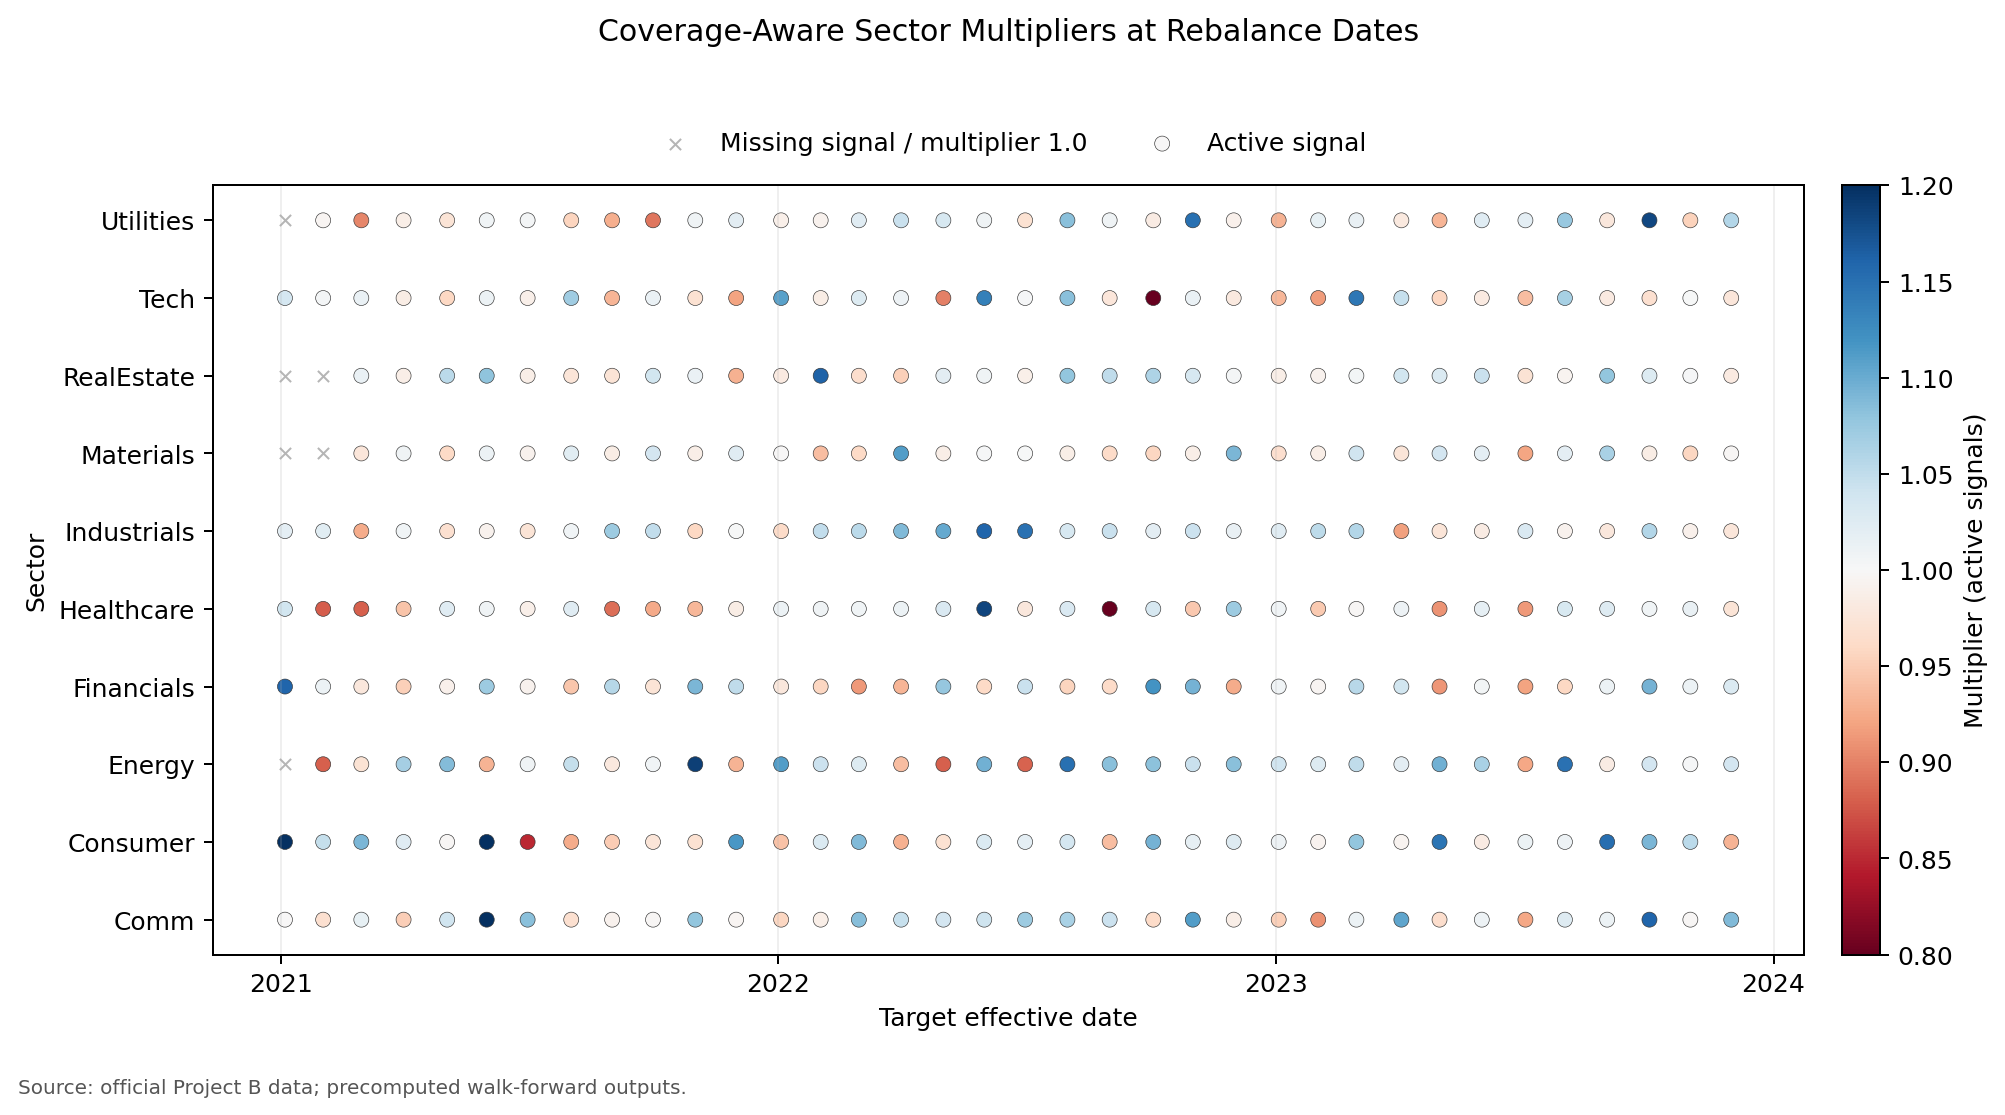 Coverage-Aware Sector Multipliers at Rebalance Dates
Missing signal / multiplier 1.0
Active signal
Utilities
Tech
RealEstate
Materials
Industrials
Healthcare
Financials
Energy
Consumer
Comm
Sector
2021
2022
2023
2024
Target effective date
1.20
1.15
1.10
1.05
1.00
0.95
0.90
0.85
0.80
Multiplier (active signals)
Source: official Project B data; precomputed walk-forward outputs.